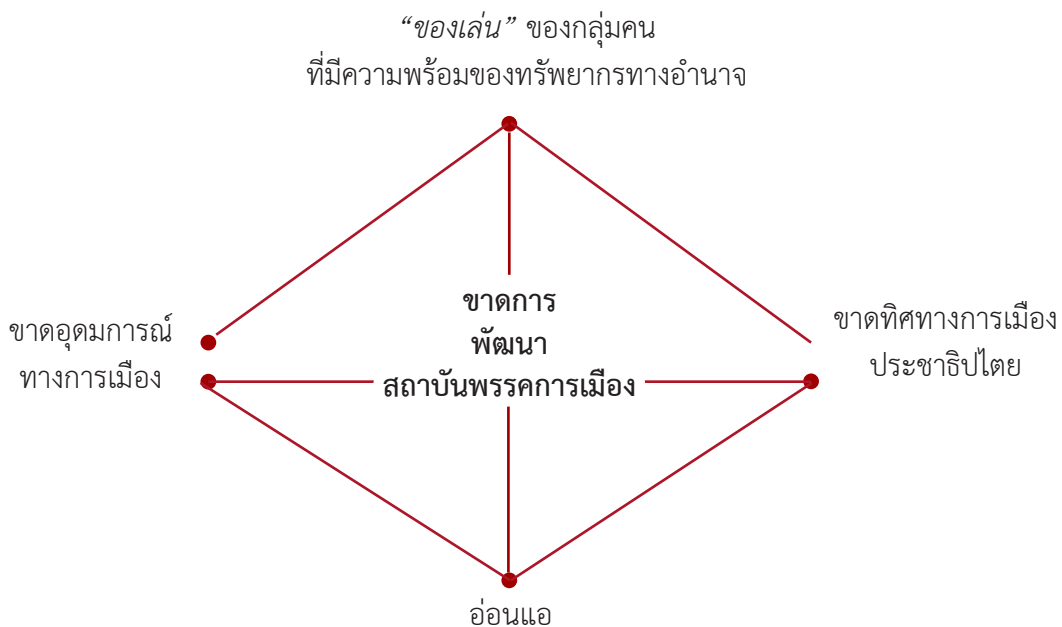 “ของเล่น” ของกลุ่มคน
ที่มีความพร้อมของทรัพยากรทางอำนาจ
ขาดอุดมการณ์
ทางการเมือง
ขาดการ
พัฒนา
สถาบันพรรคการเมือง
ขาดทิศทางการเมือง
ประชาธิปไตย
อ่อนแอ